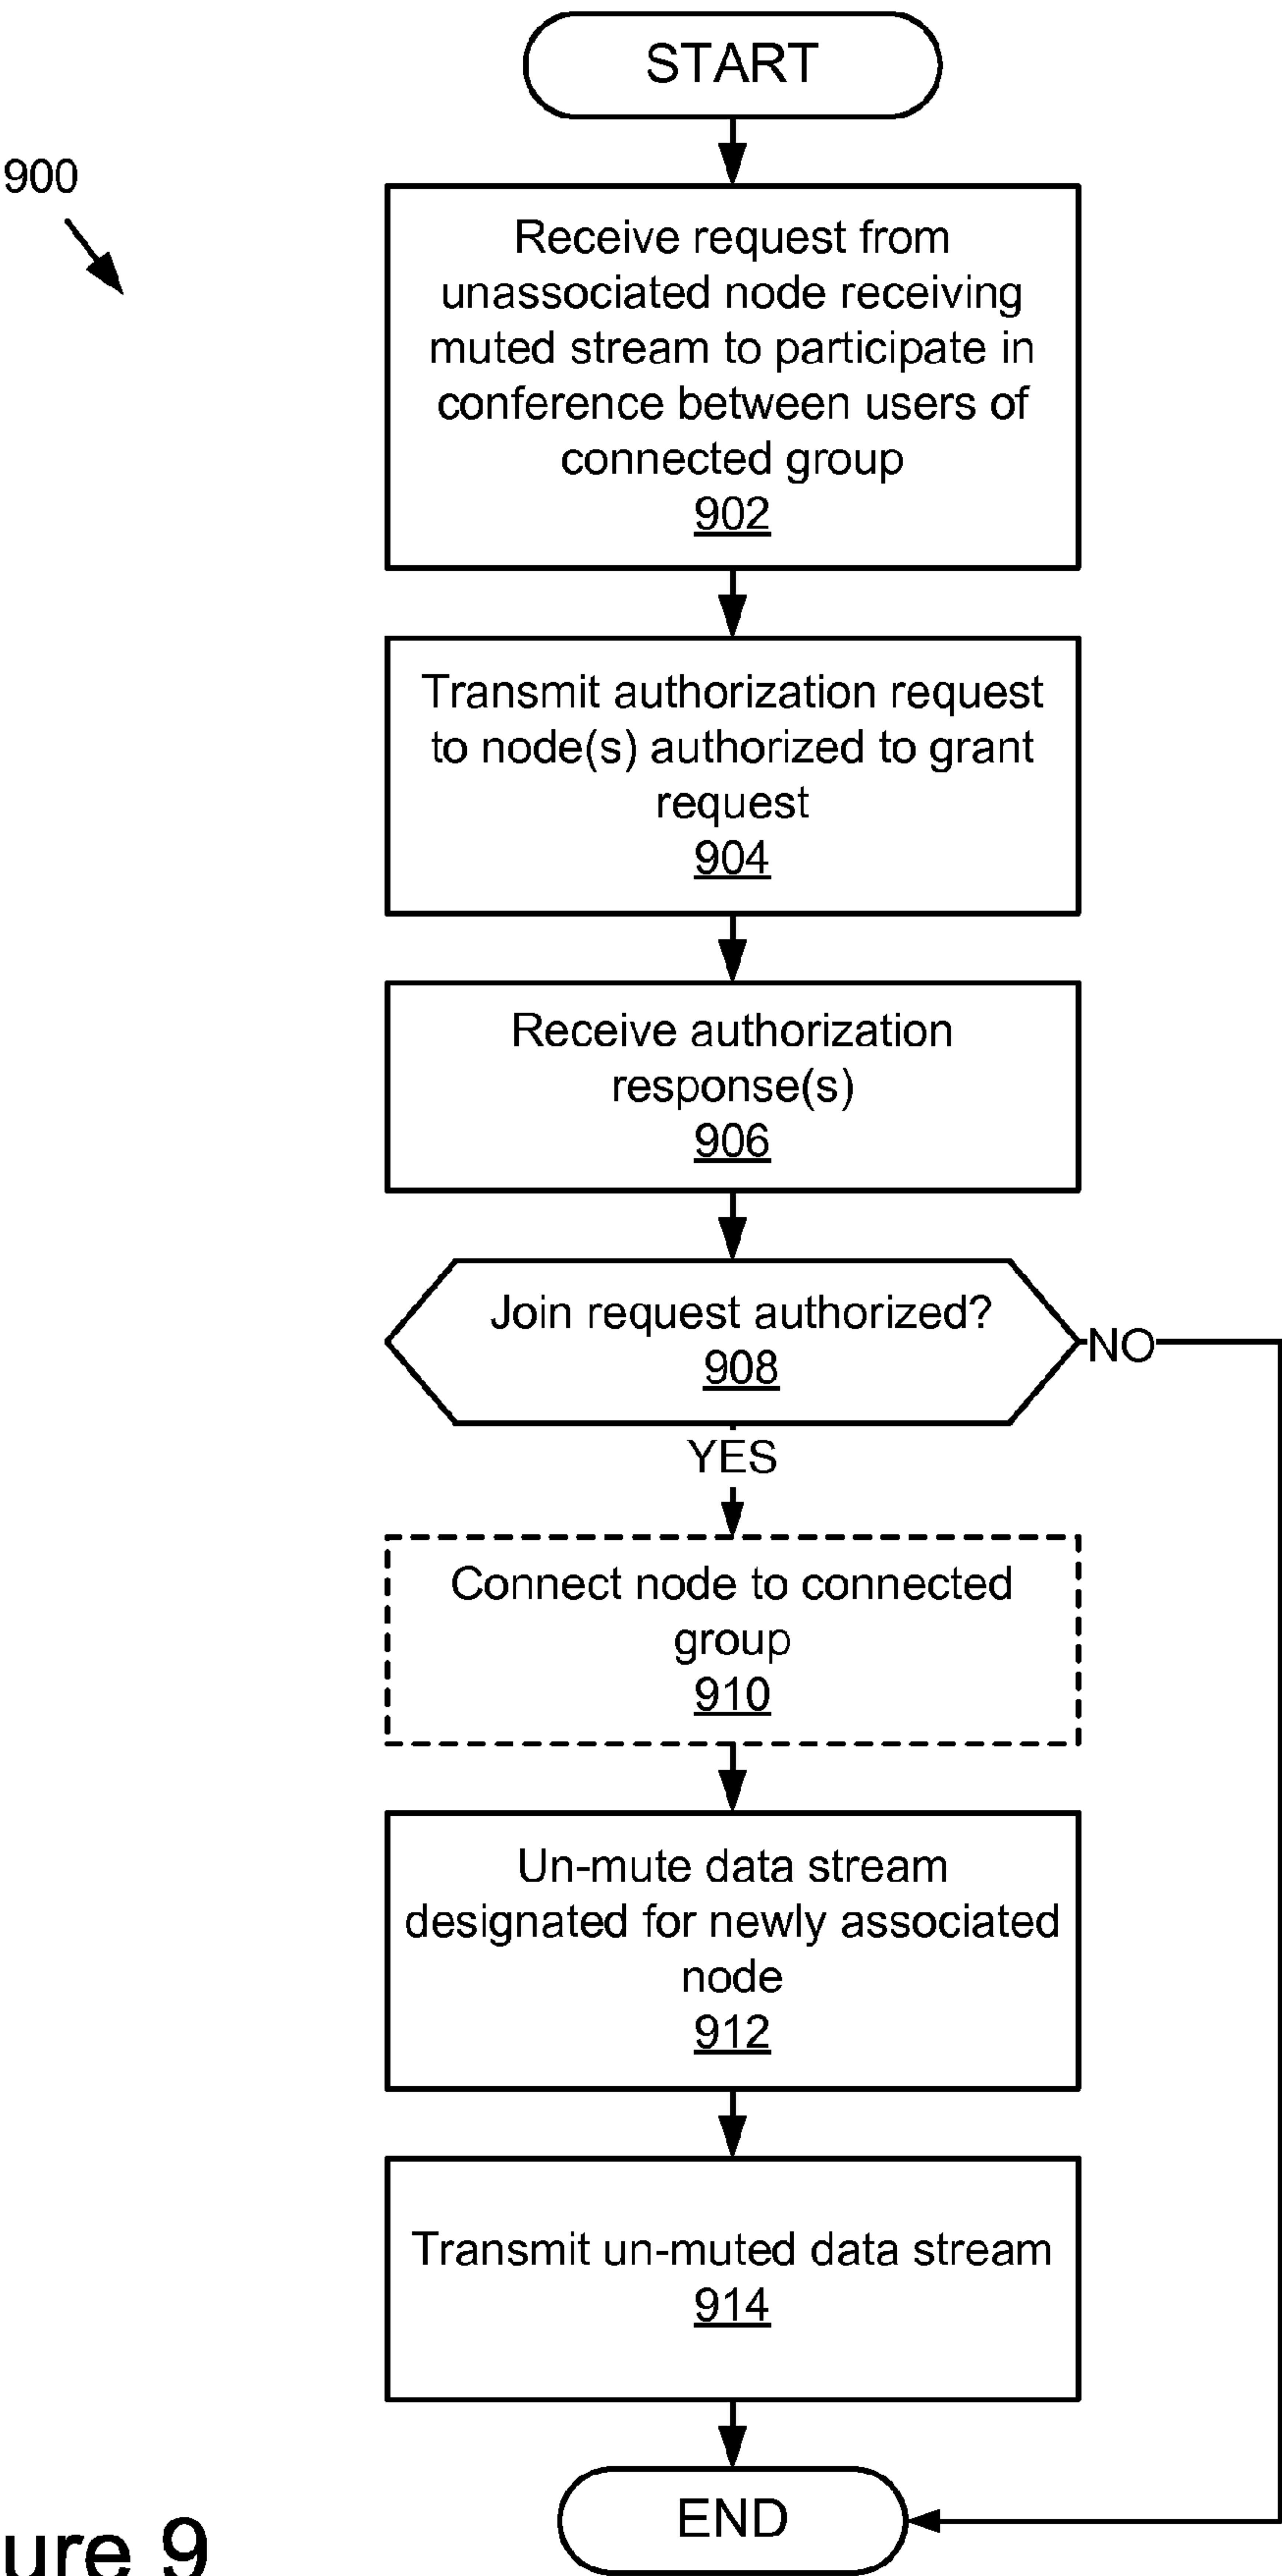 START
900
Receive request from
unassociated node receiving
muted stream to participate in
conference between users of
connected group
902
Transmit authorization request
to node(s) authorized to grant
request
904
Receive authorization
response(s)
906
Join request authorized?
908
NO
YES
Connect node to connected
group
910
Un-mute data stream
designated for newly associated
node
912
Transmit un-muted data stream
914
END
ure 9